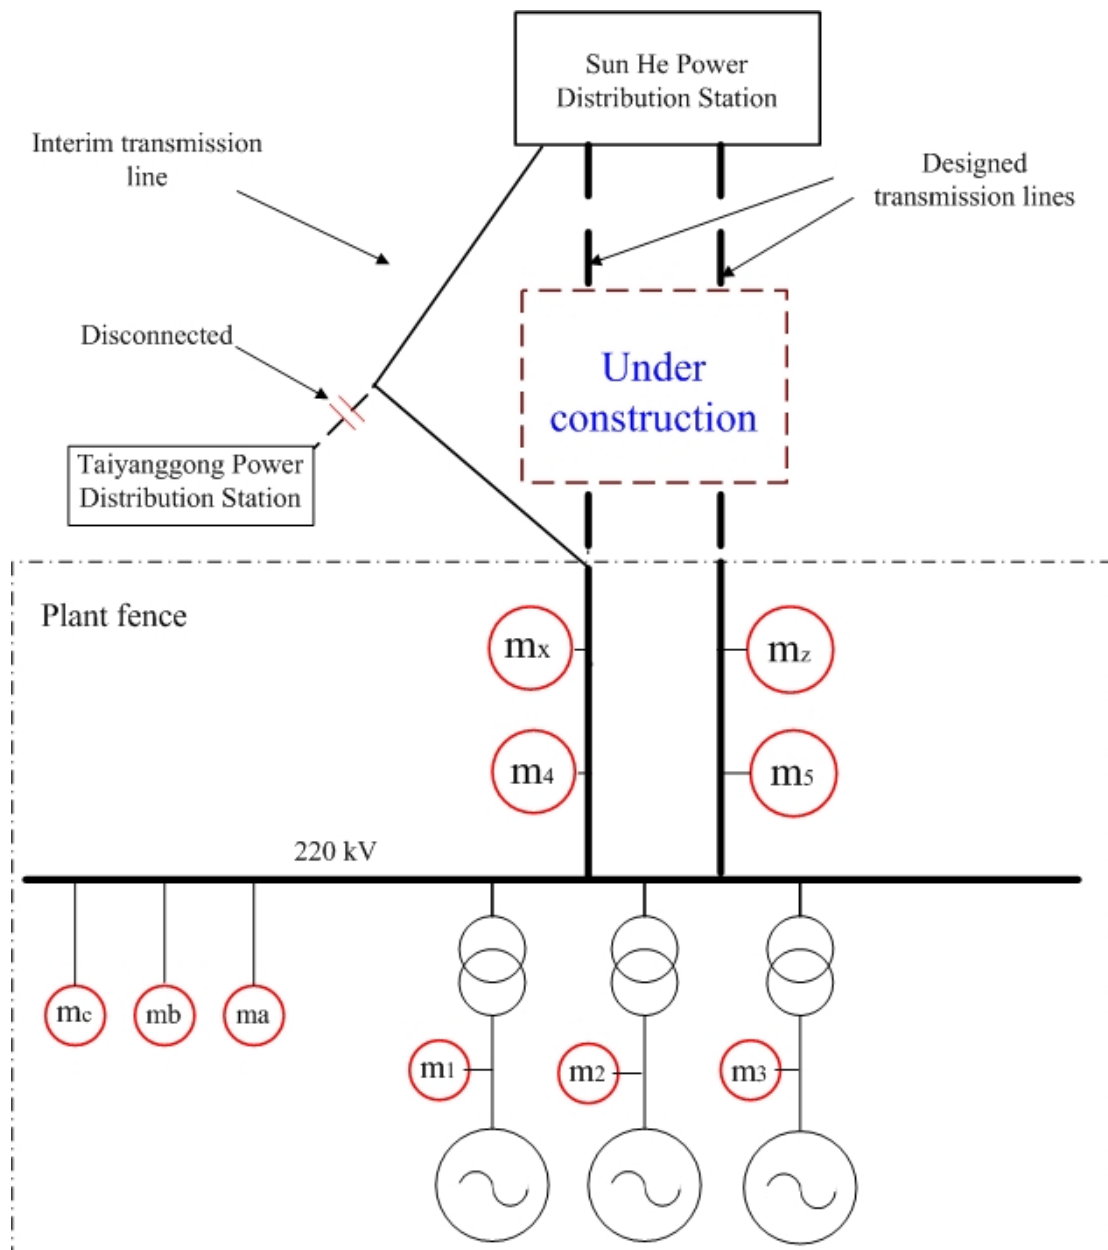 Sun He Power
Distribution Station
Interim transmission
line
Designed
transmission lines
Disconnected
Under
construction
Taiyanggong Power
Distribution Station
Plant fence
mx
mz
m4
m5
220 kV
mc
mb
ma
m1
m2
m3